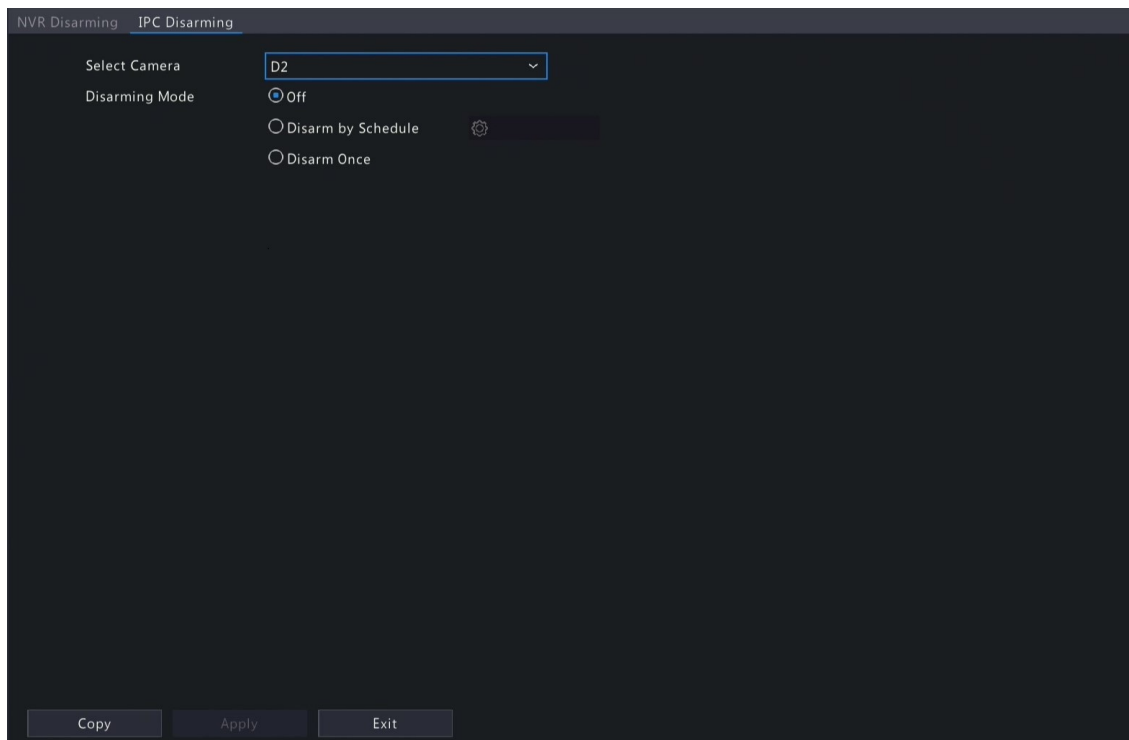 NVR Disarming IPC Disarming
Select Camera D2
Disarming Mode Off
Disarm by Schedule
Disarm Once
Copy Apply Exit